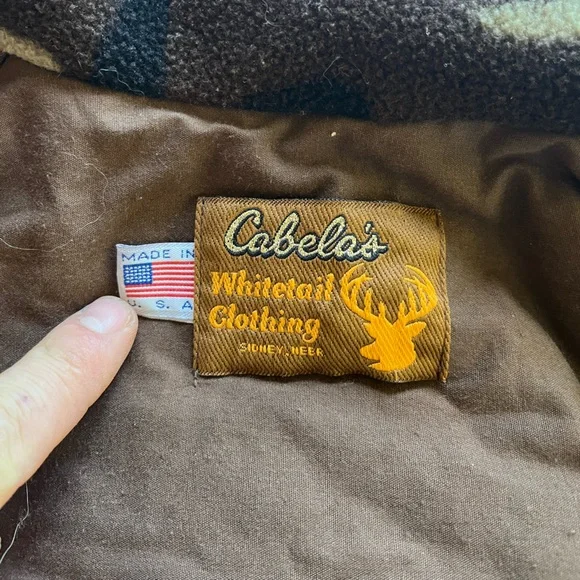 MADE IN
U. S. A
Cabela's
Whitetail
Clothing
SIDNEY, NEBR